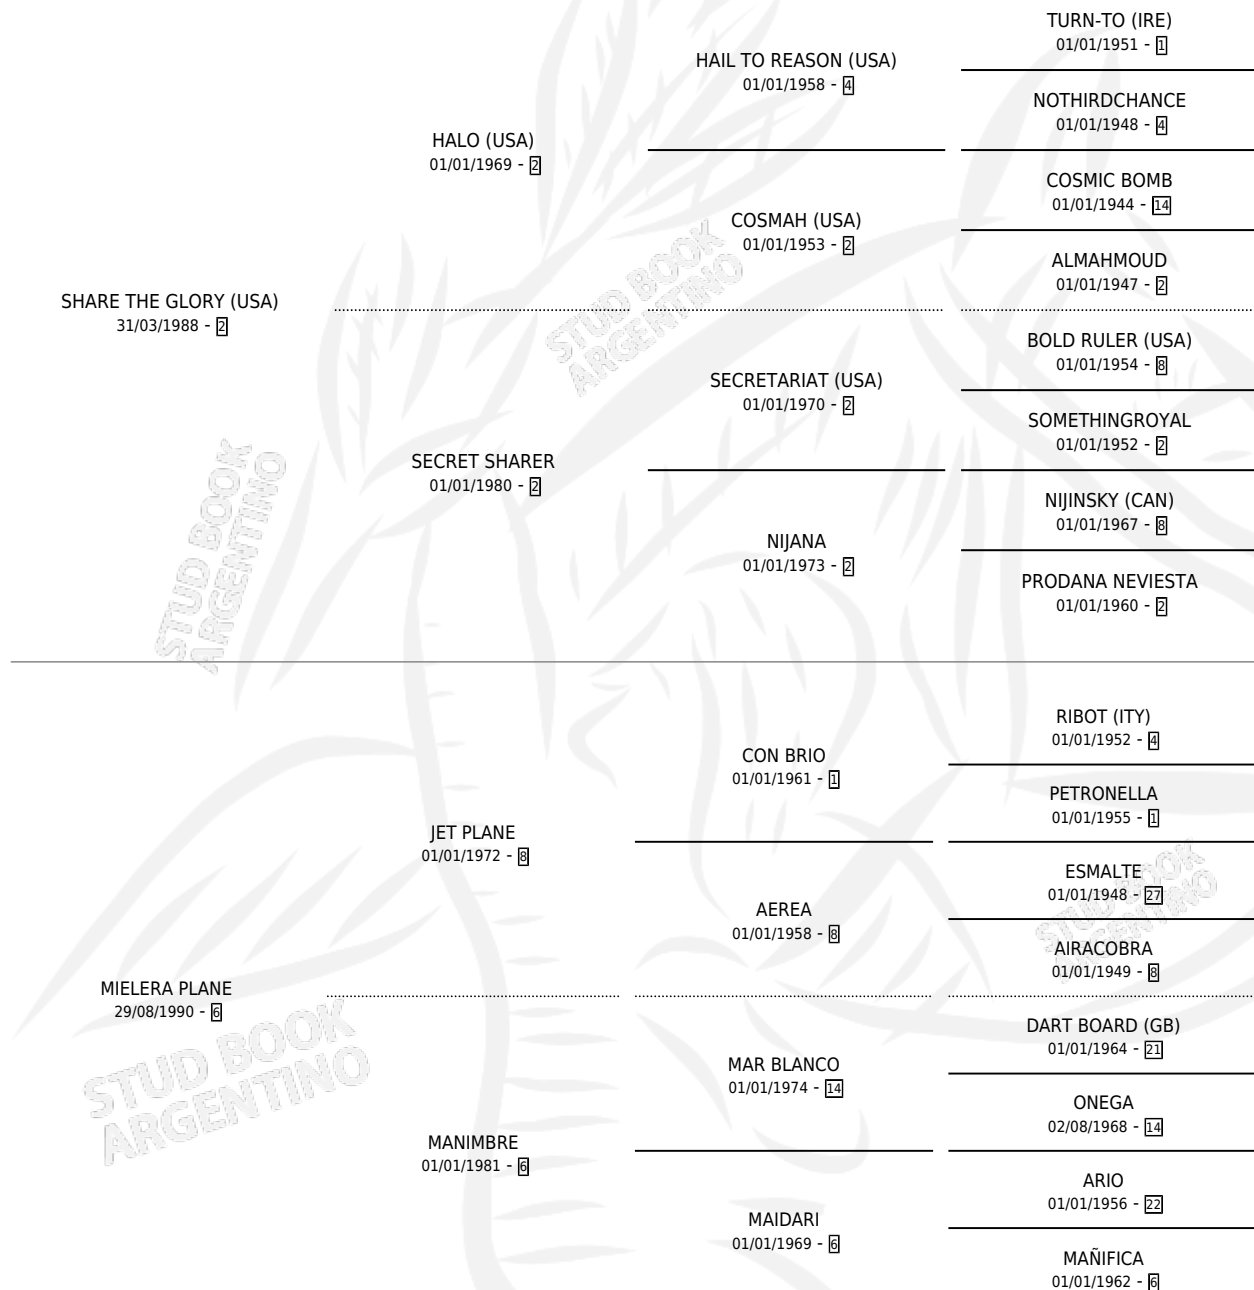 TURN-TO (IRE)
01/01/1951 - 1
HAIL TO REASON (USA)
01/01/1958 - 4
NOTHIRDCHANCE
01/01/1948 - 4
HALO (USA)
01/01/1969 - 2
COSMIC BOMB
01/01/1944 - 14
COSMAH (USA)
01/01/1953 - 2
ALMAHMOUD
01/01/1947 - 2
SHARE THE GLORY (USA)
31/03/1988 - 2
STUD BOOK
ARGENTINO
BOLD RULER (USA)
01/01/1954 - 8
SECRETARIAT (USA)
01/01/1970 - 2
SOMETHINGROYAL
01/01/1952 - 2
SECRET SHARER
01/01/1980 - 2
NIJINSKY (CAN)
01/01/1967 - 8
NIJANA
01/01/1973 - 2
PRODANA NEVIESTA
01/01/1960 - 2
STUD BOOK
ARGENTINO
RIBOT (ITY)
01/01/1952 - 4
CON BRIO
01/01/1961 - 1
PETRONELLA
01/01/1955 - 1
JET PLANE
01/01/1972 - 8
ESMALTE
01/01/1948 - 27
AEREA
01/01/1958 - 8
AIRACOBRA
01/01/1949 - 8
STUD BOOK
ARGENTINO
MIELERA PLANE
29/08/1990 - 6
DART BOARD (GB)
01/01/1964 - 21
MAR BLANCO
01/01/1974 - 14
ONEGA
02/08/1968 - 14
STUD BOOK
ARGENTINO
MANIMBRE
01/01/1981 - 6
ARIO
01/01/1956 - 22
MAIDARI
01/01/1969 - 6
MAÑIFICA
01/01/1962 - 6